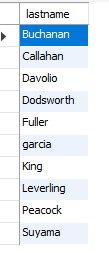 lastname
Buchanan
Callahan
Davolio
Dodsworth
Fuller
garcia
King
Leverling
Peacock
Suyama